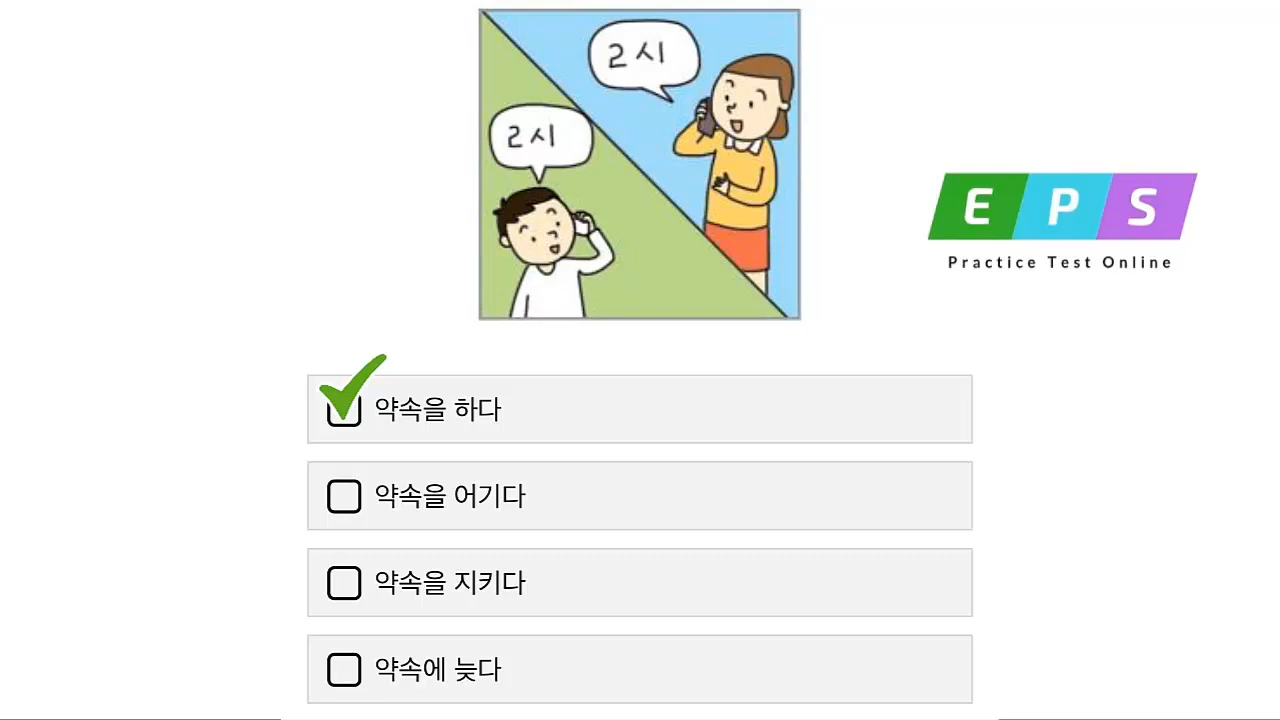 2시
2시
E P S
Practice Test Online
약속을 하다
약속을 어기다
약속을 지키다
약속에 늦다